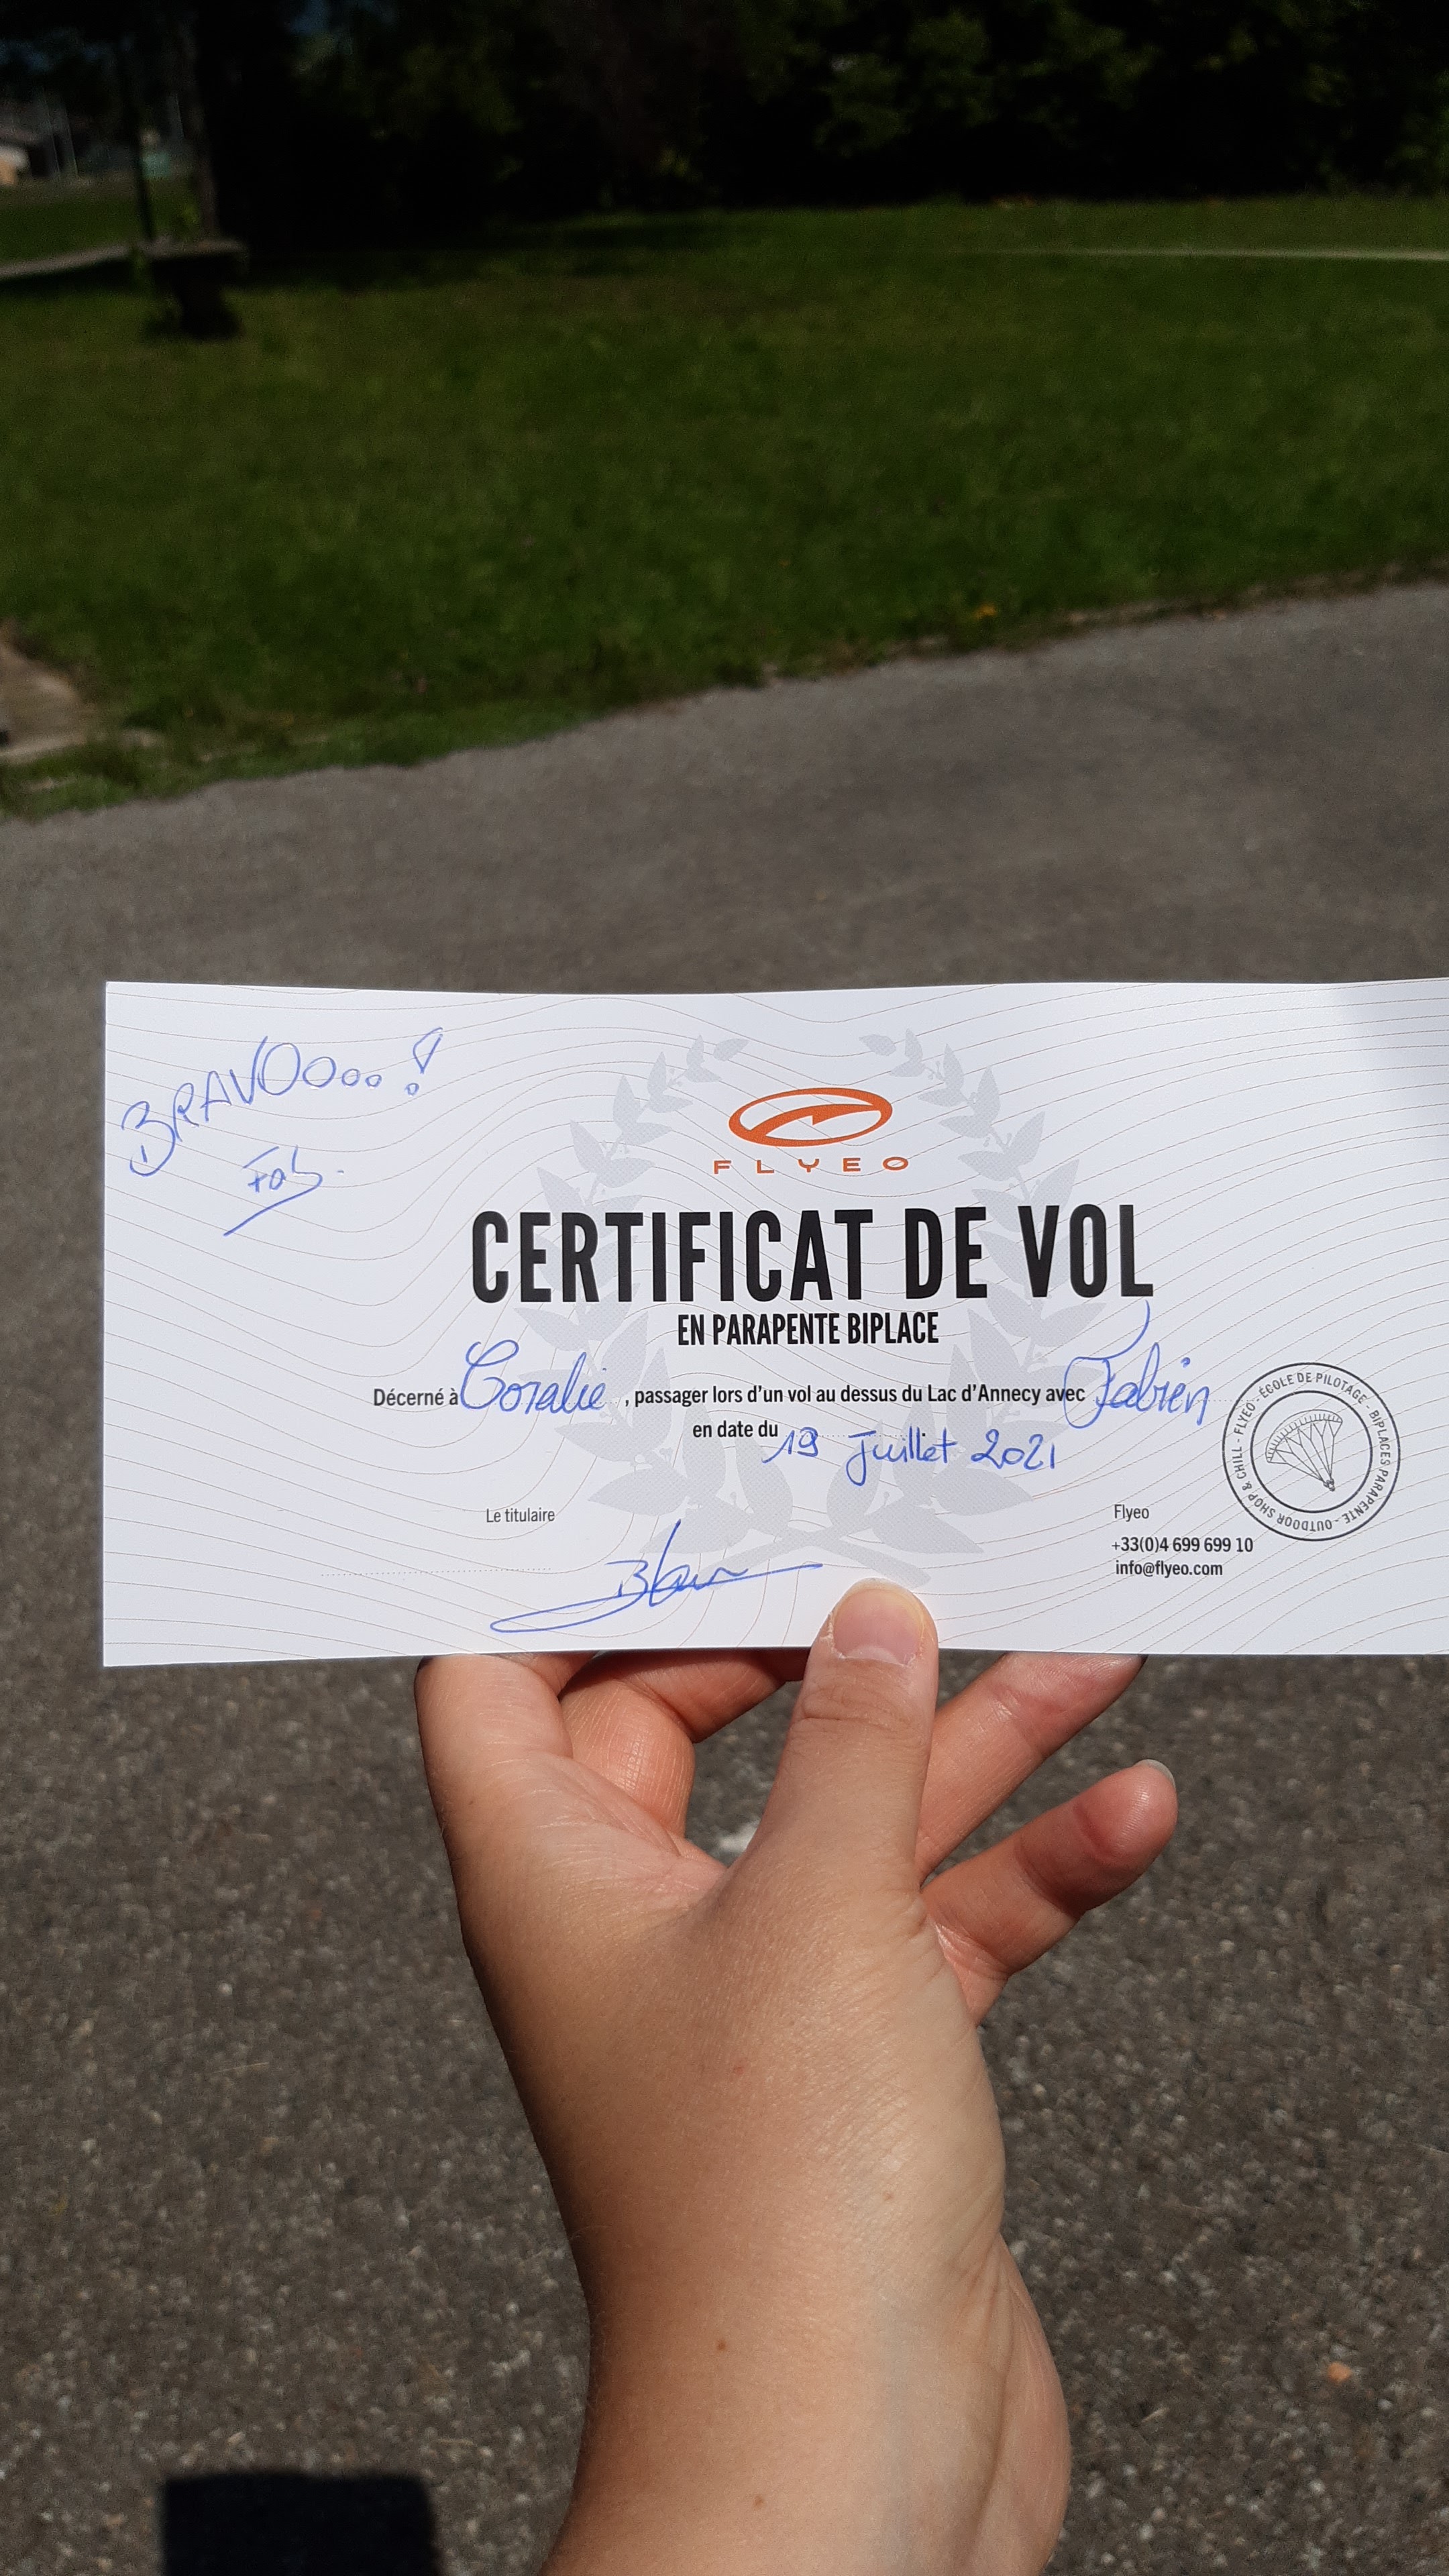 BRAVOooo!
Fab.
FLYEO
CERTIFICAT DE VOL
EN PARAPENTE BIPLACE
Décerné à Coralie, passager lors d'un vol au dessus du Lac d'Annecy avec Fabien
en date du 19 Juillet 2021
FLYEO - ÉCOLE DE PILOTAGE - BIPLACES PARAPENTE - OUTDOOR SHOP & CHILL -
Le titulaire
Flyeo
+33(0)4 699 699 10
info@flyeo.com